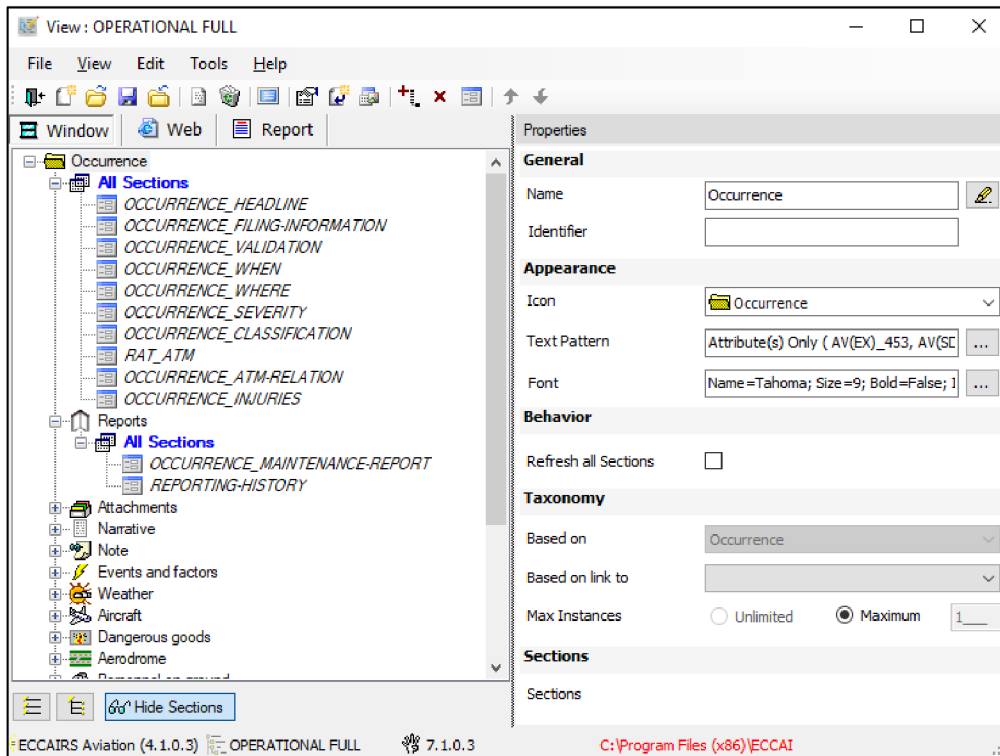 View : OPERATIONAL FULL
File View Edit Tools Help
Window Web Report
Occurrence
All Sections
OCCURRENCE_HEADLINE
OCCURRENCE_FILING-INFORMATION
OCCURRENCE_VALIDATION
OCCURRENCE_WHEN
OCCURRENCE_WHERE
OCCURRENCE_SEVERITY
OCCURRENCE_CLASSIFICATION
RAT_ATM
OCCURRENCE_ATM-RELATION
OCCURRENCE_INJURIES
Reports
All Sections
OCCURRENCE_MAINTENANCE-REPORT
REPORTING-HISTORY
Attachments
Narrative
Note
Events and factors
Weather
Aircraft
Dangerous goods
Aerodrome
Hide Sections
Properties
General
Name Occurrence
Identifier
Appearance
Icon Occurrence
Text Pattern Attribute(s) Only ( AV(EX)_453, AV(SD ...
Font Name=Tahoma; Size=9; Bold=False; I ...
Behavior
Refresh all Sections
Taxonomy
Based on Occurrence
Based on link to
Max Instances Unlimited Maximum 1___
Sections
Sections
ECCAIRS Aviation (4.1.0.3) OPERATIONAL FULL 7.1.0.3 C:\Program Files (x86)\ECCAI